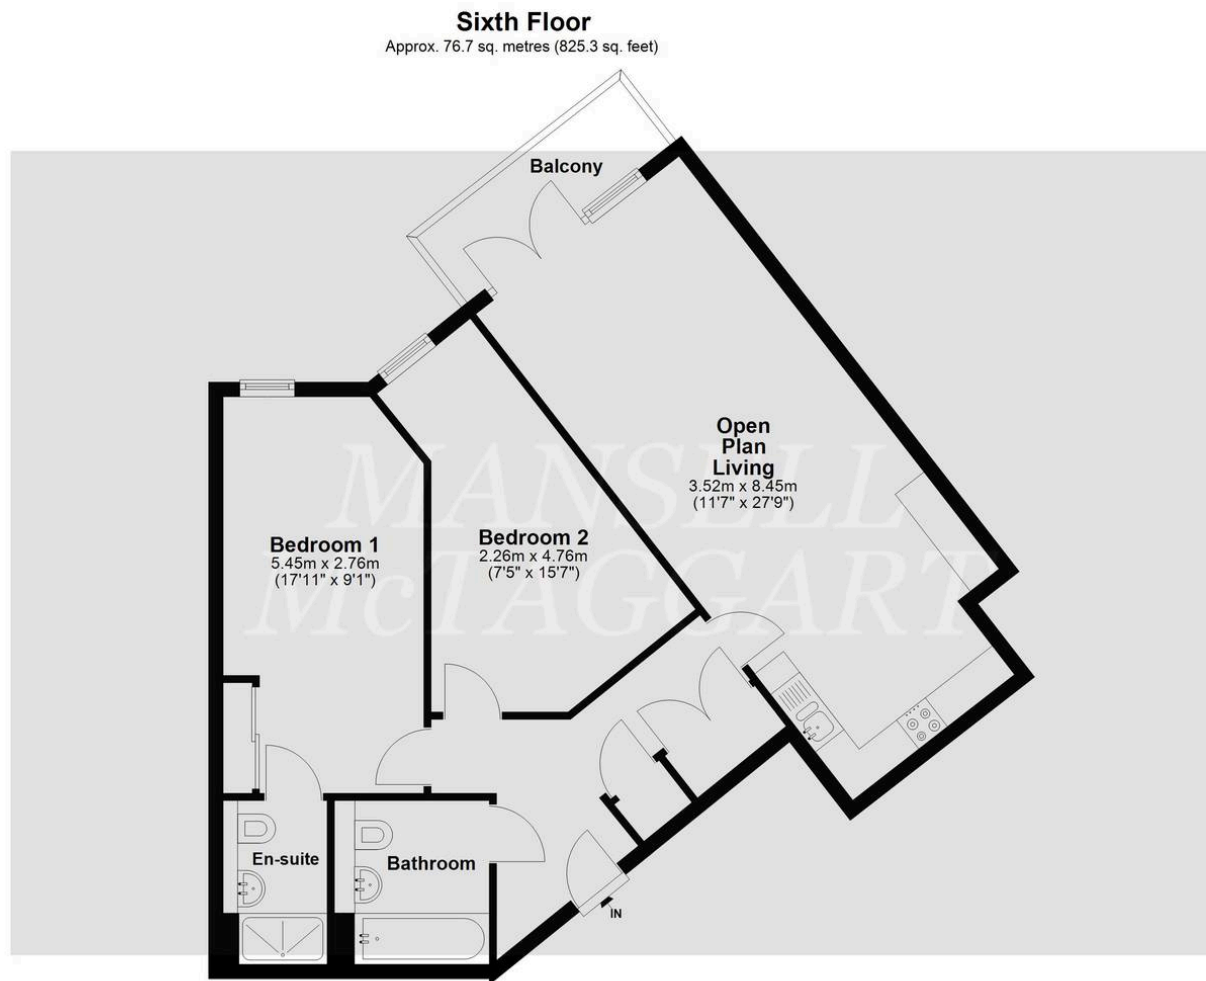 Sixth Floor
Approx. 76.7 sq. metres (825.3 sq. feet)
Balcony
Open
Plan
Living
3.52m x 8.45m
(11'7" x 27'9")
Bedroom 1
5.45m x 2.76m
(17'11" x 9'1")
Bedroom 2
2.26m x 4.76m
(7'5" x 15'7")
MANSELL
McTAGGART
En-suite
Bathroom
IN